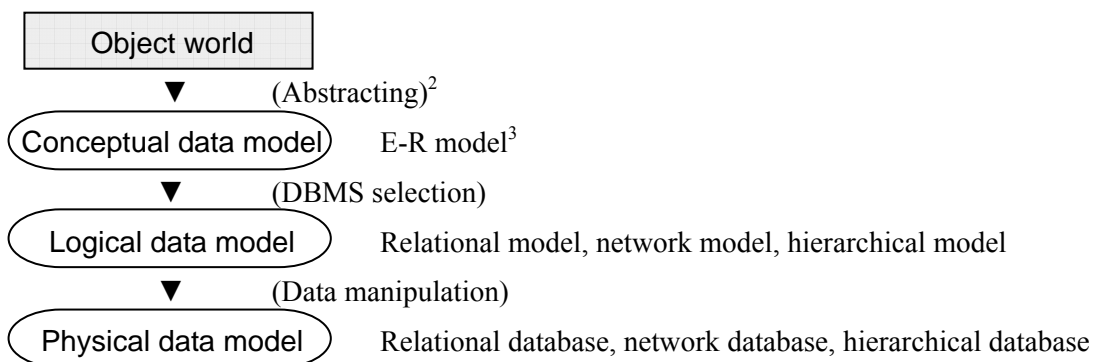 Object world
▼ (Abstracting)²
Conceptual data model E-R model³
▼ (DBMS selection)
Logical data model Relational model, network model, hierarchical model
▼ (Data manipulation)
Physical data model Relational database, network database, hierarchical database